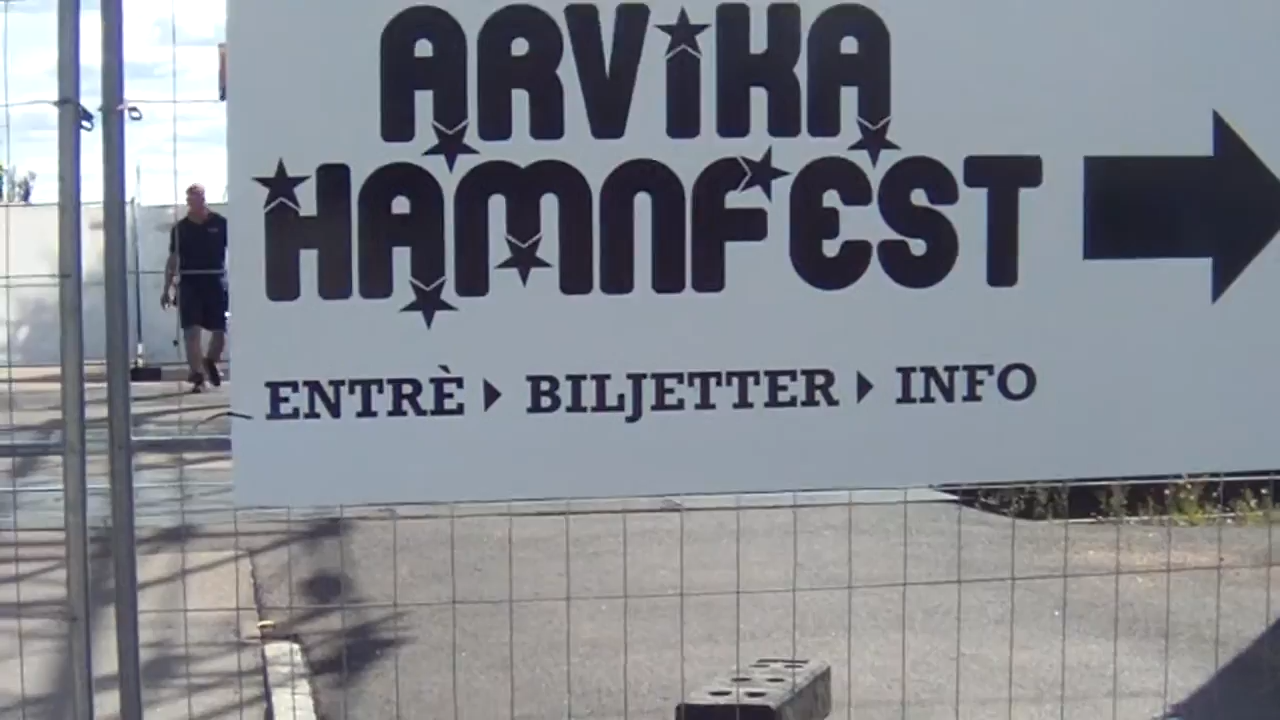 ARVIKA
HAMNFEST
ENTRÈ ▸ BILJETTER ▸ INFO